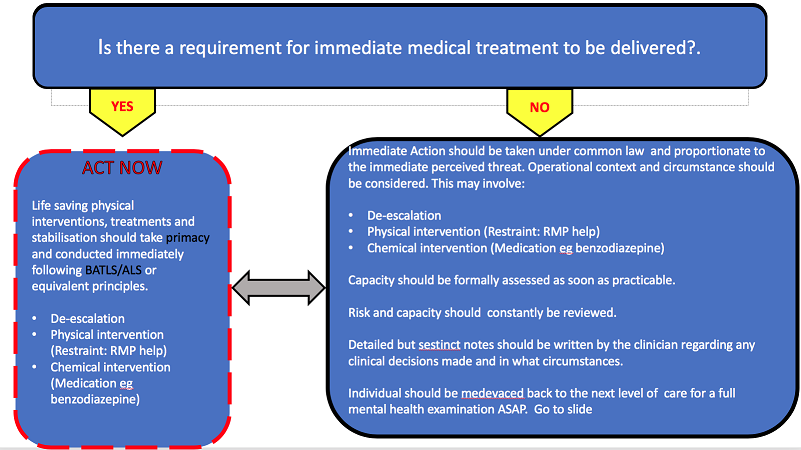 Is there a requirement for immediate medical treatment to be delivered?.
YES
NO
ACT NOW
Life saving physical
interventions, treatments and
stabilisation should take primacy
and conducted immediately
following BATLS/ALS or
equivalent principles.
• De-escalation
• Physical intervention
(Restraint: RMP help)
• Chemical intervention
(Medication eg
benzodiazepine)
Immediate Action should be taken under common law and proportionate to
the immediate perceived threat. Operational context and circumstance should
be considered. This may involve:
• De-escalation
• Physical intervention (Restraint: RMP help)
• Chemical intervention (Medication eg benzodiazepine)
Capacity should be formally assessed as soon as practicable.
Risk and capacity should constantly be reviewed.
Detailed but sestinct notes should be written by the clinician regarding any
clinical decisions made and in what circumstances.
Individual should be medevaced back to the next level of care for a full
mental health examination ASAP. Go to slide